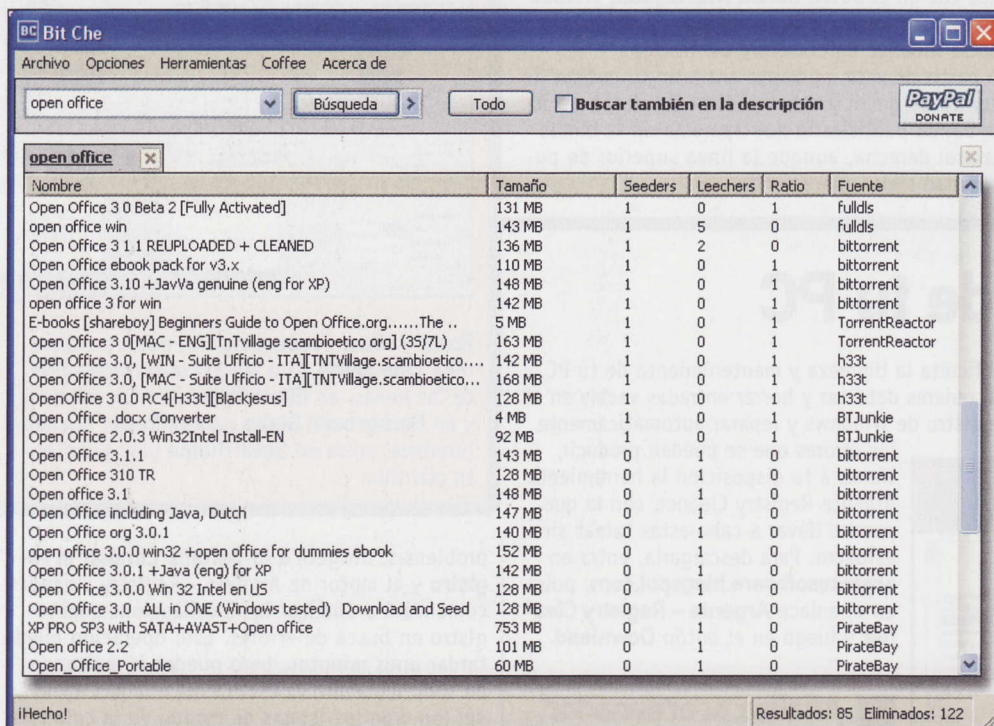 BC Bit Che
Archivo Opciones Herramientas Coffee Acerca de
open office Búsqueda > Todo Buscar también en la descripción PayPal DONATE
open office
Nombre Tamaño Seeders Leechers Ratio Fuente
Open Office 3 0 Beta 2 [Fully Activated] 131 MB 1 0 1 fulldls
open office win 143 MB 1 0 0 fulldls
Open Office 3 1.1 REUPLOADED + CLEANED 136 MB 1 2 0 bittorrent
Open Office ebook pack for v3.x 110 MB 1 0 1 bittorrent
Open Office 3.10 +JavVa genuine (eng for XP) 148 MB 1 0 1 bittorrent
open office 3 for win 142 MB 1 0 1 bittorrent
E-books [shareboy] Beginners Guide to Open Office.org......The .. 5 MB 1 0 1 TorrentReactor
Open Office 3 0[MAC - ENG][TnTvillage scambioetico org] (35/7L) 163 MB 1 0 1 TorrentReactor
Open Office 3.0, [WIN - Suite Ufficio - ITA][TNTVillage.scambioetico.... 142 MB 1 0 1 h33t
Open Office 3.0, [MAC - Suite Ufficio - ITA][TNTVillage.scambioetico... 168 MB 1 0 1 h33t
OpenOffice 3 0 0 RC4[H33t][Blackjesus] 128 MB 1 0 1 h33t
Open Office .docx Converter 4 MB 1 0 1 BTJunkie
Open Office 2.0.3 Win32Intel Install-EN 92 MB 1 0 1 BTJunkie
Open Office 3.1.1 143 MB 0 0 0 bittorrent
Open Office 310 TR 128 MB 0 0 0 bittorrent
Open office 3.1 148 MB 0 0 0 bittorrent
Open Office including Java, Dutch 147 MB 0 1 0 bittorrent
Open Office org 3.0.1 140 MB 0 0 0 bittorrent
open office 3.0.0 win32 +open office for dummies ebook 152 MB 0 0 0 bittorrent
Open Office 3.0.1 +Java (eng) for XP 142 MB 0 0 0 bittorrent
Open Office 3.0.0 Win 32 Intel en US 128 MB 0 0 0 bittorrent
Open Office 3.0 ALL in ONE (Windows tested) Download and Seed 128 MB 0 1 0 bittorrent
XP PRO SP3 with SATA+AVAST+Open office 753 MB 0 0 0 PirateBay
open office 2.2 101 MB 0 0 0 PirateBay
Open_Office_Portable 60 MB 0 0 0 PirateBay
¡Hecho! Resultados: 85 Eliminados: 122